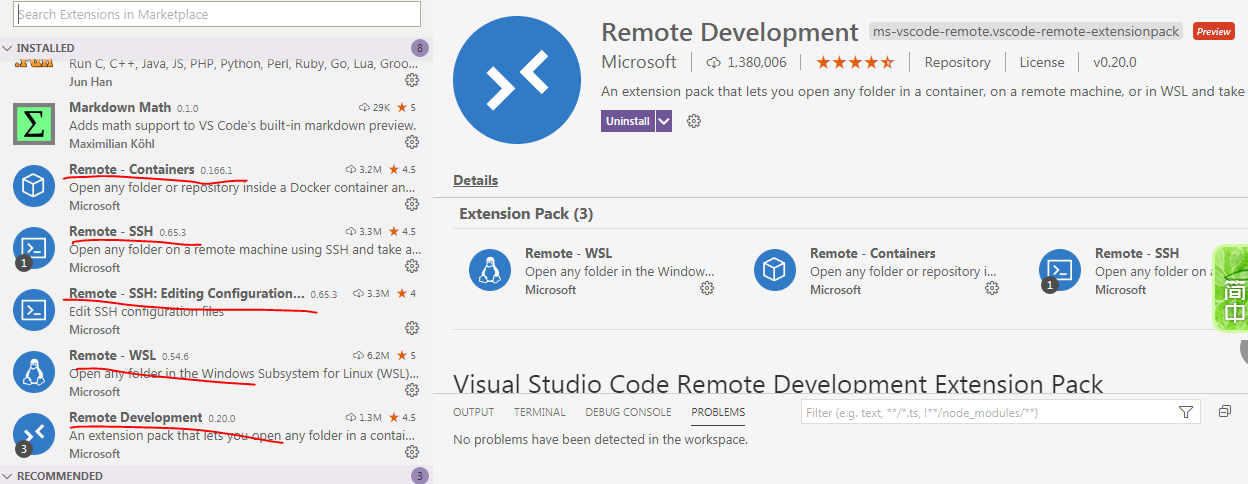 Search Extensions in Marketplace
INSTALLED 8
Run C, C++, Java, JS, PHP, Python, Perl, Ruby, Go, Lua, Groo...
Jun Han
Markdown Math 0.1.0 29K ★ 5
Adds math support to VS Code's built-in markdown preview.
Maximilian Köhl
Remote - Containers 0.166.1 3.2M ★ 4.5
Open any folder or repository inside a Docker container an...
Microsoft
Remote - SSH 0.65.3 3.3M ★ 4.5
Open any folder on a remote machine using SSH and take a...
1 Microsoft
Remote - SSH: Editing Configuration... 0.65.3 3.3M ★ 4
Edit SSH configuration files
Microsoft
Remote - WSL 0.54.6 6.2M ★ 5
Open any folder in the Windows Subsystem for Linux (WSL)...
Microsoft
Remote Development 0.20.0 1.3M ★ 4.5
An extension pack that lets you open any folder in a contai...
3 Microsoft
RECOMMENDED 3
Remote Development ms-vscode-remote.vscode-remote-extensionpack Preview
Microsoft 1,380,006 Repository License v0.20.0
An extension pack that lets you open any folder in a container, on a remote machine, or in WSL and take
Uninstall
Details
Extension Pack (3)
Remote - WSL
Open any folder in the Window...
Microsoft
Remote - Containers
Open any folder or repository i...
Microsoft
Remote - SSH
Open any folder on a
1 Microsoft
简
中
Visual Studio Code Remote Development Extension Pack
OUTPUT TERMINAL DEBUG CONSOLE PROBLEMS Filter (e.g. text, **/*.ts, !**/node_modules/**)
No problems have been detected in the workspace.